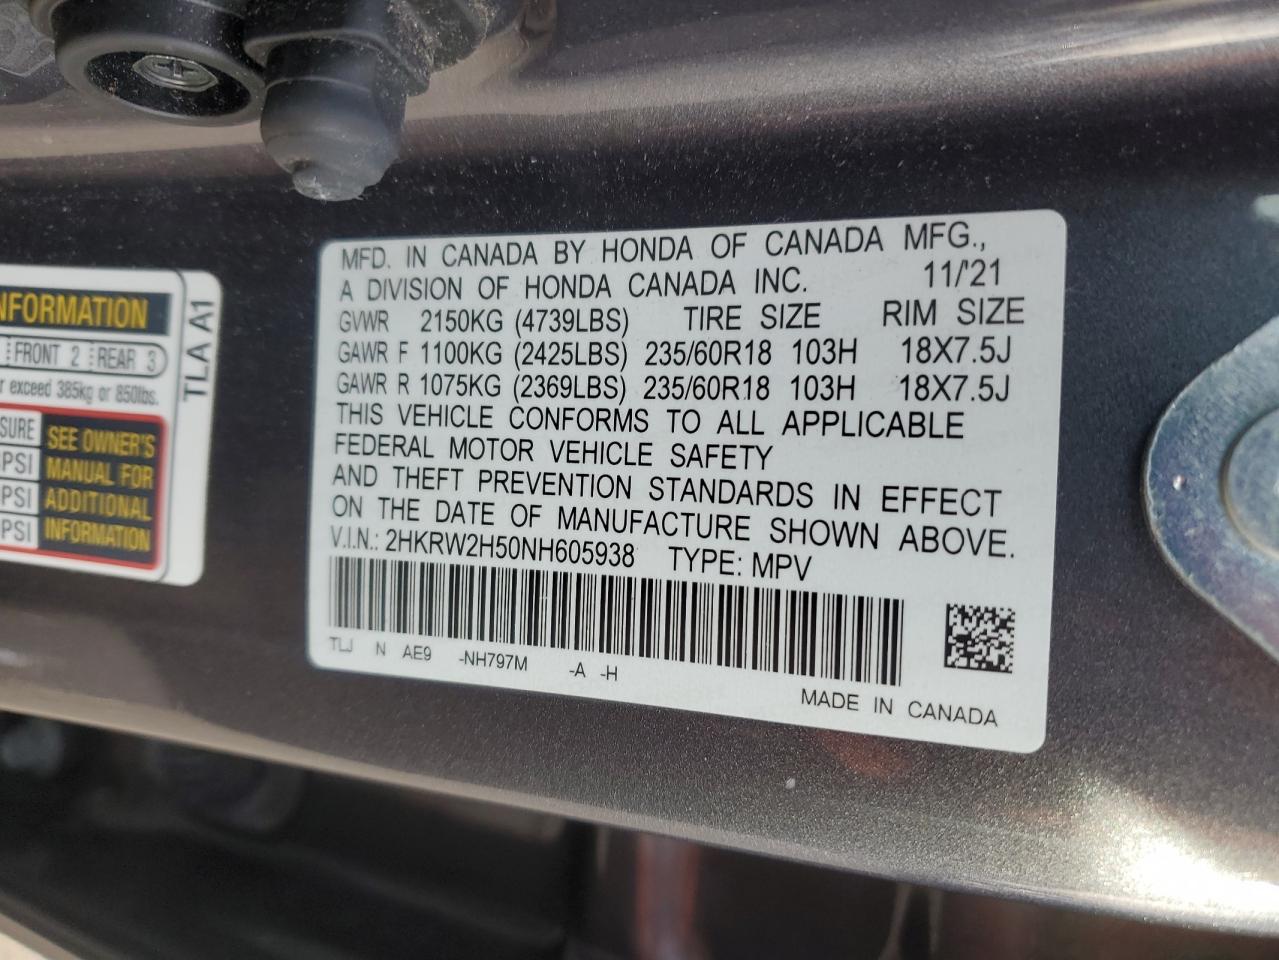 MFD. IN CANADA BY HONDA OF CANADA MFG.,
A DIVISION OF HONDA CANADA INC. 11/'21
GVWR 2150KG (4739LBS) TIRE SIZE RIM SIZE
GAWR F 1100KG (2425LBS) 235/60R18 103H 18X7.5J
GAWR R 1075KG (2369LBS) 235/60R18 103H 18X7.5J
THIS VEHICLE CONFORMS TO ALL APPLICABLE
FEDERAL MOTOR VEHICLE SAFETY
AND THEFT PREVENTION STANDARDS IN EFFECT
ON THE DATE OF MANUFACTURE SHOWN ABOVE.
V.I.N.: 2HKRW2H50NH605938 TYPE: MPV
TLJ N AE9 -NH797M -A -H
MADE IN CANADA
NFORMATION
FRONT 2 REAR 3
exceed 385kg or 850lbs.
SURE
PSI
PSI
PSI
SEE OWNER'S
MANUAL FOR
ADDITIONAL
INFORMATION
TLA A1